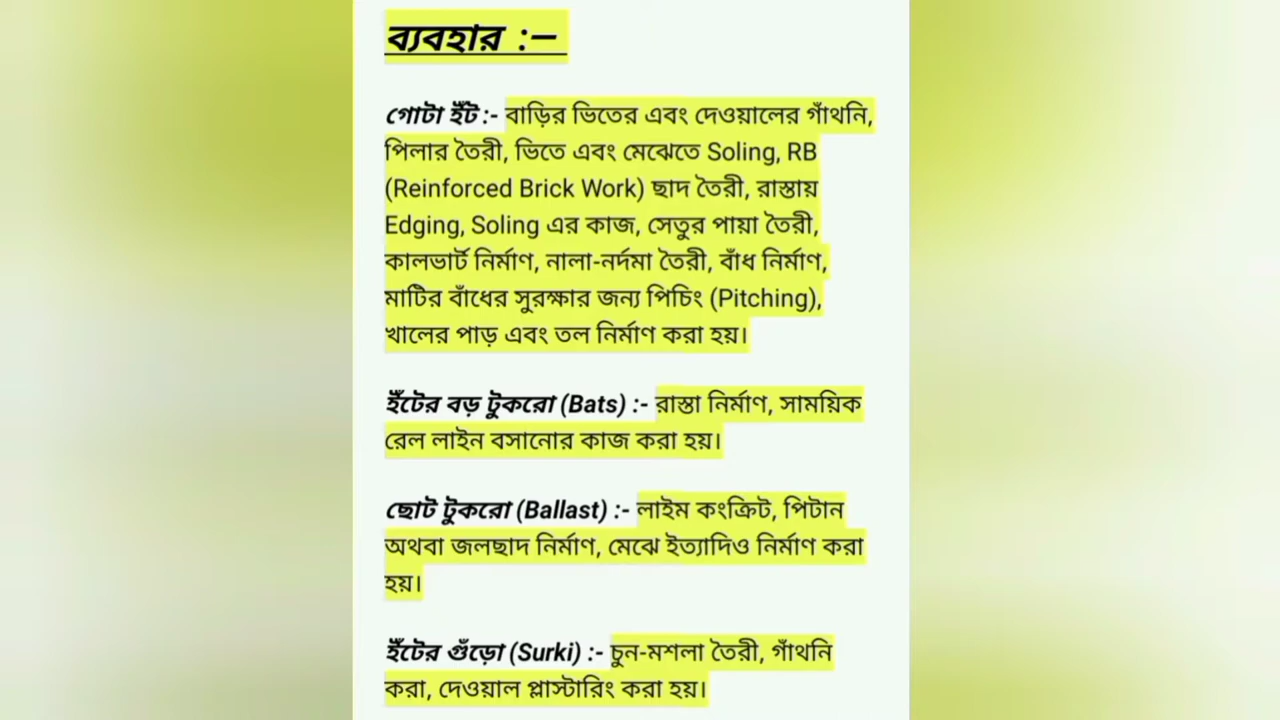 ব্যবহার :—
গোটা ইঁট :- বাড়ির ভিতের এবং দেওয়ালের গাঁথনি,
পিলার তৈরী, ভিতে এবং মেঝেতে Soling, RB
(Reinforced Brick Work) ছাদ তৈরী, রাস্তায়
Edging, Soling এর কাজ, সেতুর পায়া তৈরী,
কালভার্ট নির্মাণ, নালা-নর্দমা তৈরী, বাঁধ নির্মাণ,
মাটির বাঁধের সুরক্ষার জন্য পিচিং (Pitching),
খালের পাড় এবং তল নির্মাণ করা হয়।
ইঁটের বড় টুকরো (Bats) :- রাস্তা নির্মাণ, সাময়িক
রেল লাইন বসানোর কাজ করা হয়।
ছোট টুকরো (Ballast) :- লাইম কংক্রিট, পিটান
অথবা জলছাদ নির্মাণ, মেঝে ইত্যাদিও নির্মাণ করা
হয়।
ইঁটের গুঁড়ো (Surki) :- চুন-মশলা তৈরী, গাঁথনি
করা, দেওয়াল প্লাস্টারিং করা হয়।